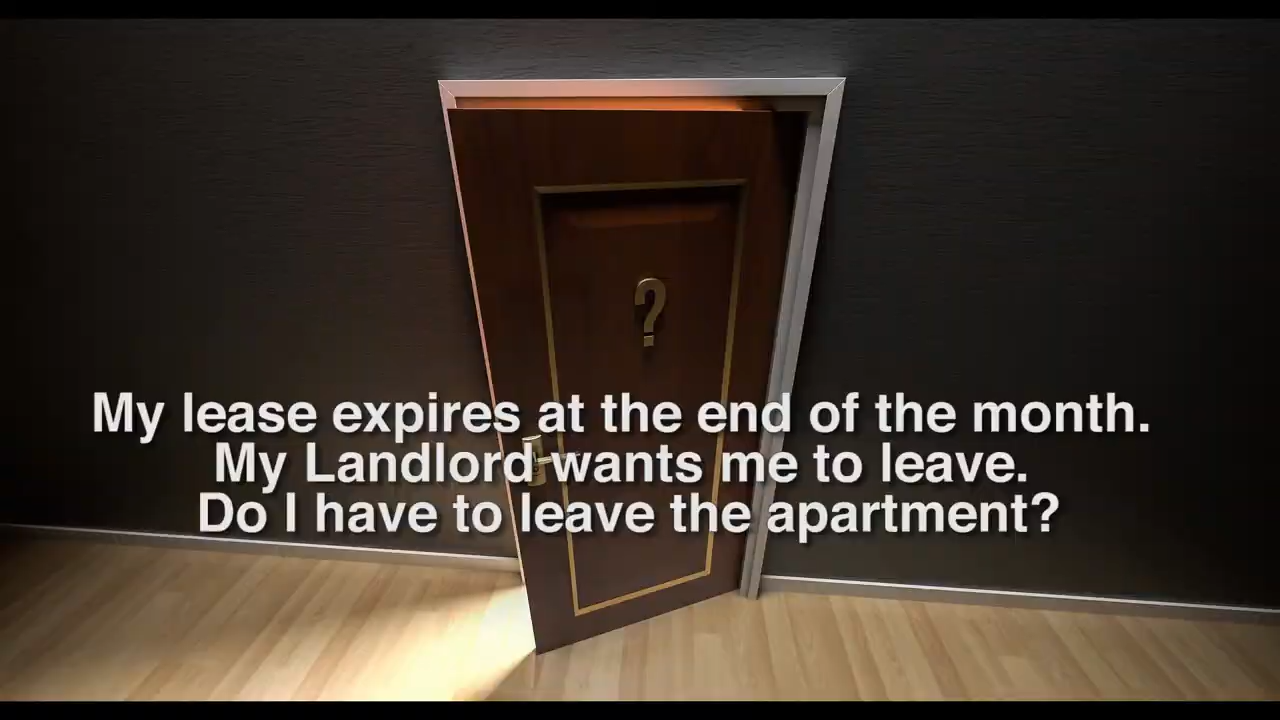 ?
My lease expires at the end of the month.
My Landlord wants me to leave.
Do I have to leave the apartment?